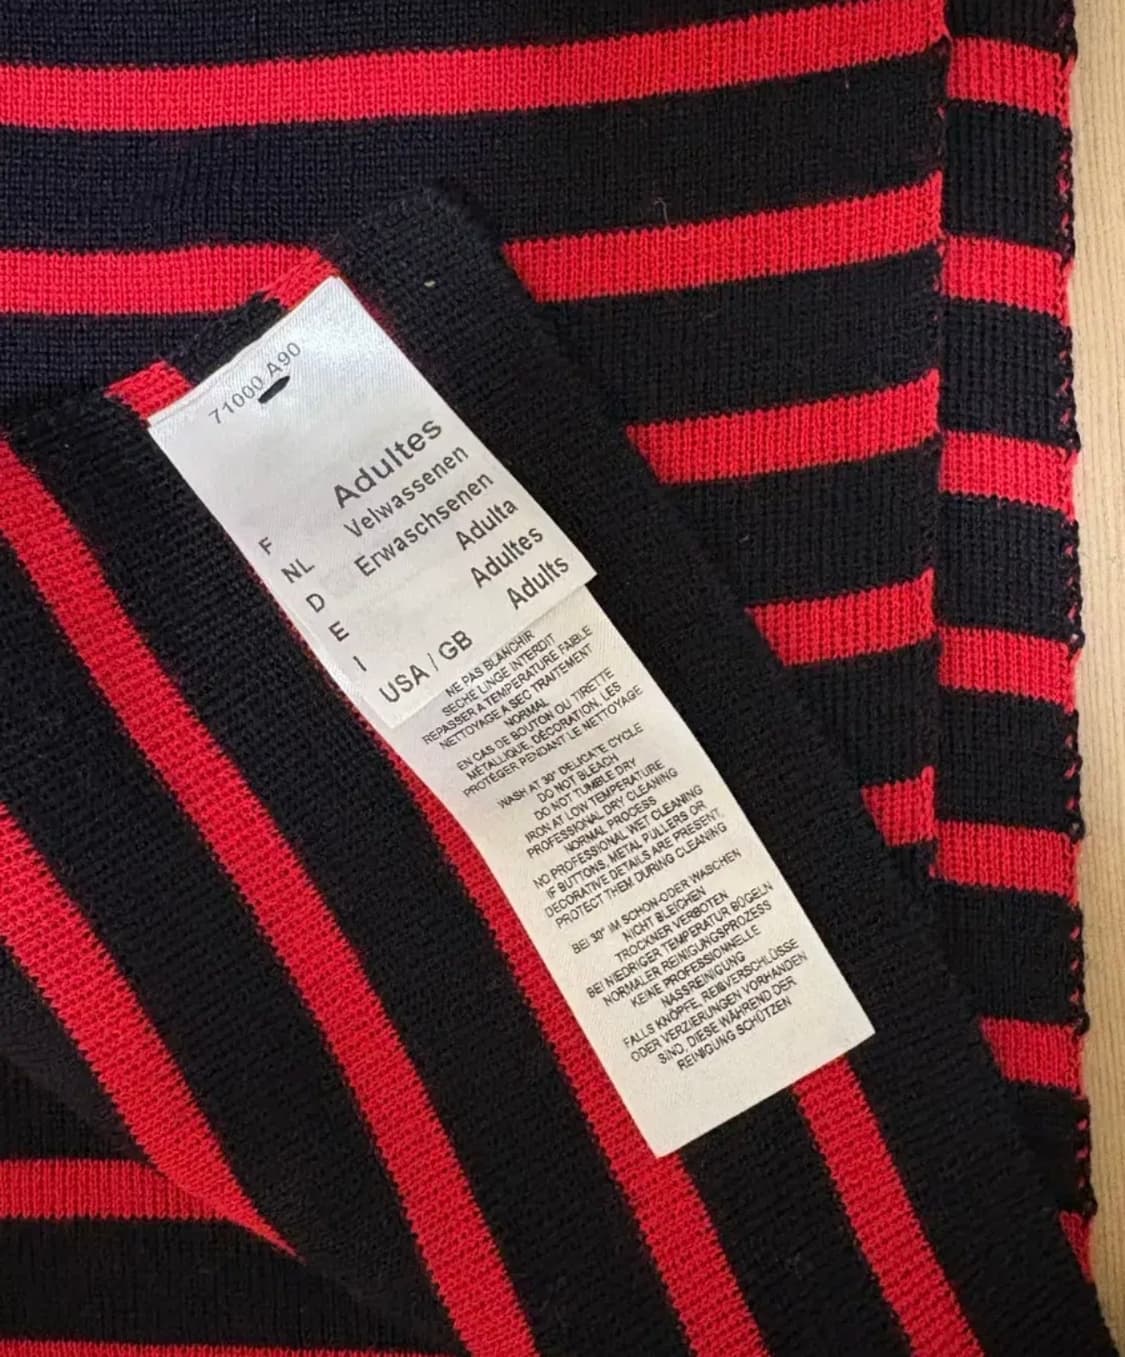 71000 A90
F Adultes
NL Velwassenen
D Erwaschsenen
E Adulta
I Adultes
USA / GB Adults
NE PAS BLANCHIR
SECHE LINGE INTERDIT
REPASSER A TEMPERATURE FAIBLE
NETTOYAGE A SEC TRAITEMENT
NORMAL
EN CAS DE BOUTON OU TIRETTE
MÉTALLIQUE, DÉCORATION, LES
PROTÉGER PENDANT LE NETTOYAGE
WASH AT 30° DELICATE CYCLE
DO NOT BLEACH
DO NOT TUMBLE DRY
IRON AT LOW TEMPERATURE
PROFESSIONAL DRY CLEANING
NORMAL PROCESS
NO PROFESSIONAL WET CLEANING
IF BUTTONS, METAL PULLERS OR
DECORATIVE DETAILS ARE PRESENT,
PROTECT THEM DURING CLEANING
BEI 30° IM SCHON-ODER WASCHEN
NICHT BLEICHEN
TROCKNER VERBOTEN
BEI NIEDRIGER TEMPERATUR BÜGELN
NORMALER REINIGUNGSPROZESS
KEINE PROFESSIONNELLE
NASSREINIGUNG
FALLS KNÖPFE, REIßVERSCHLÜSSE
ODER VERZIERUNGEN VORHANDEN
SIND, DIESE WÄHREND DER
REINIGUNG SCHÜTZEN